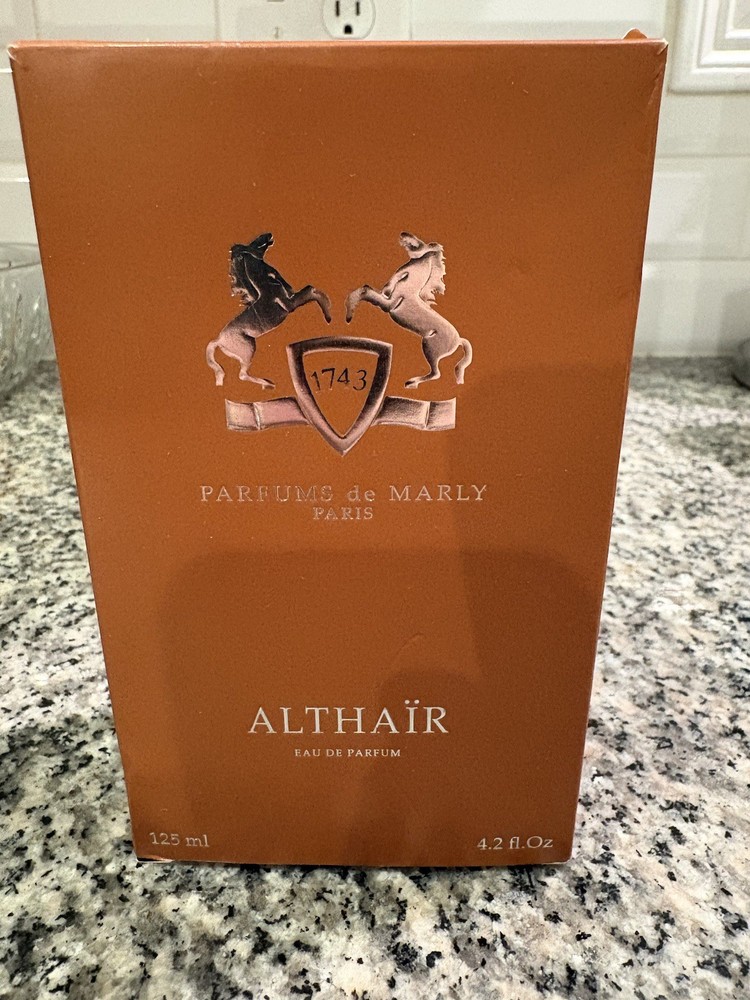 1743
PARFUMS de MARLY
PARIS
ALTHAÏR
EAU DE PARFUM
125 ml 4.2 fl.Oz